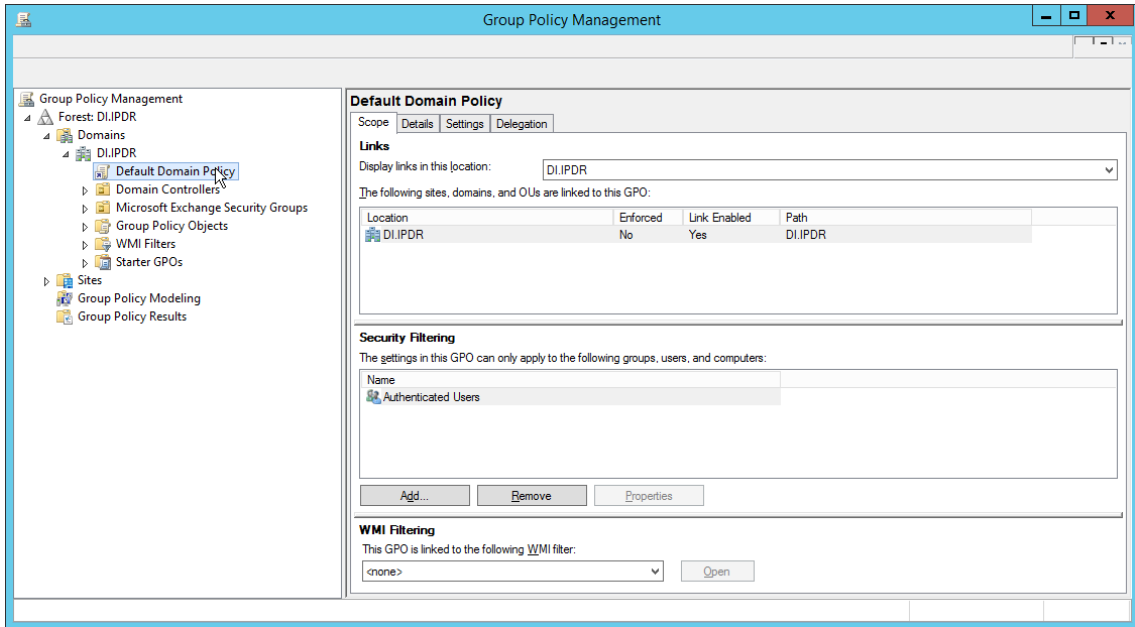 Group Policy Management
Group Policy Management
Forest: DI.IPDR
Domains
DI.IPDR
Default Domain Policy
Domain Controllers
Microsoft Exchange Security Groups
Group Policy Objects
WMI Filters
Starter GPOs
Sites
Group Policy Modeling
Group Policy Results
Default Domain Policy
Scope Details Settings Delegation
Links
Display links in this location: DI.IPDR
The following sites, domains, and OUs are linked to this GPO:
Location Enforced Link Enabled Path
DI.IPDR No Yes DI.IPDR
Security Filtering
The settings in this GPO can only apply to the following groups, users, and computers:
Name
Authenticated Users
Add... Remove Properties
WMI Filtering
This GPO is linked to the following WMI filter:
<none> Open